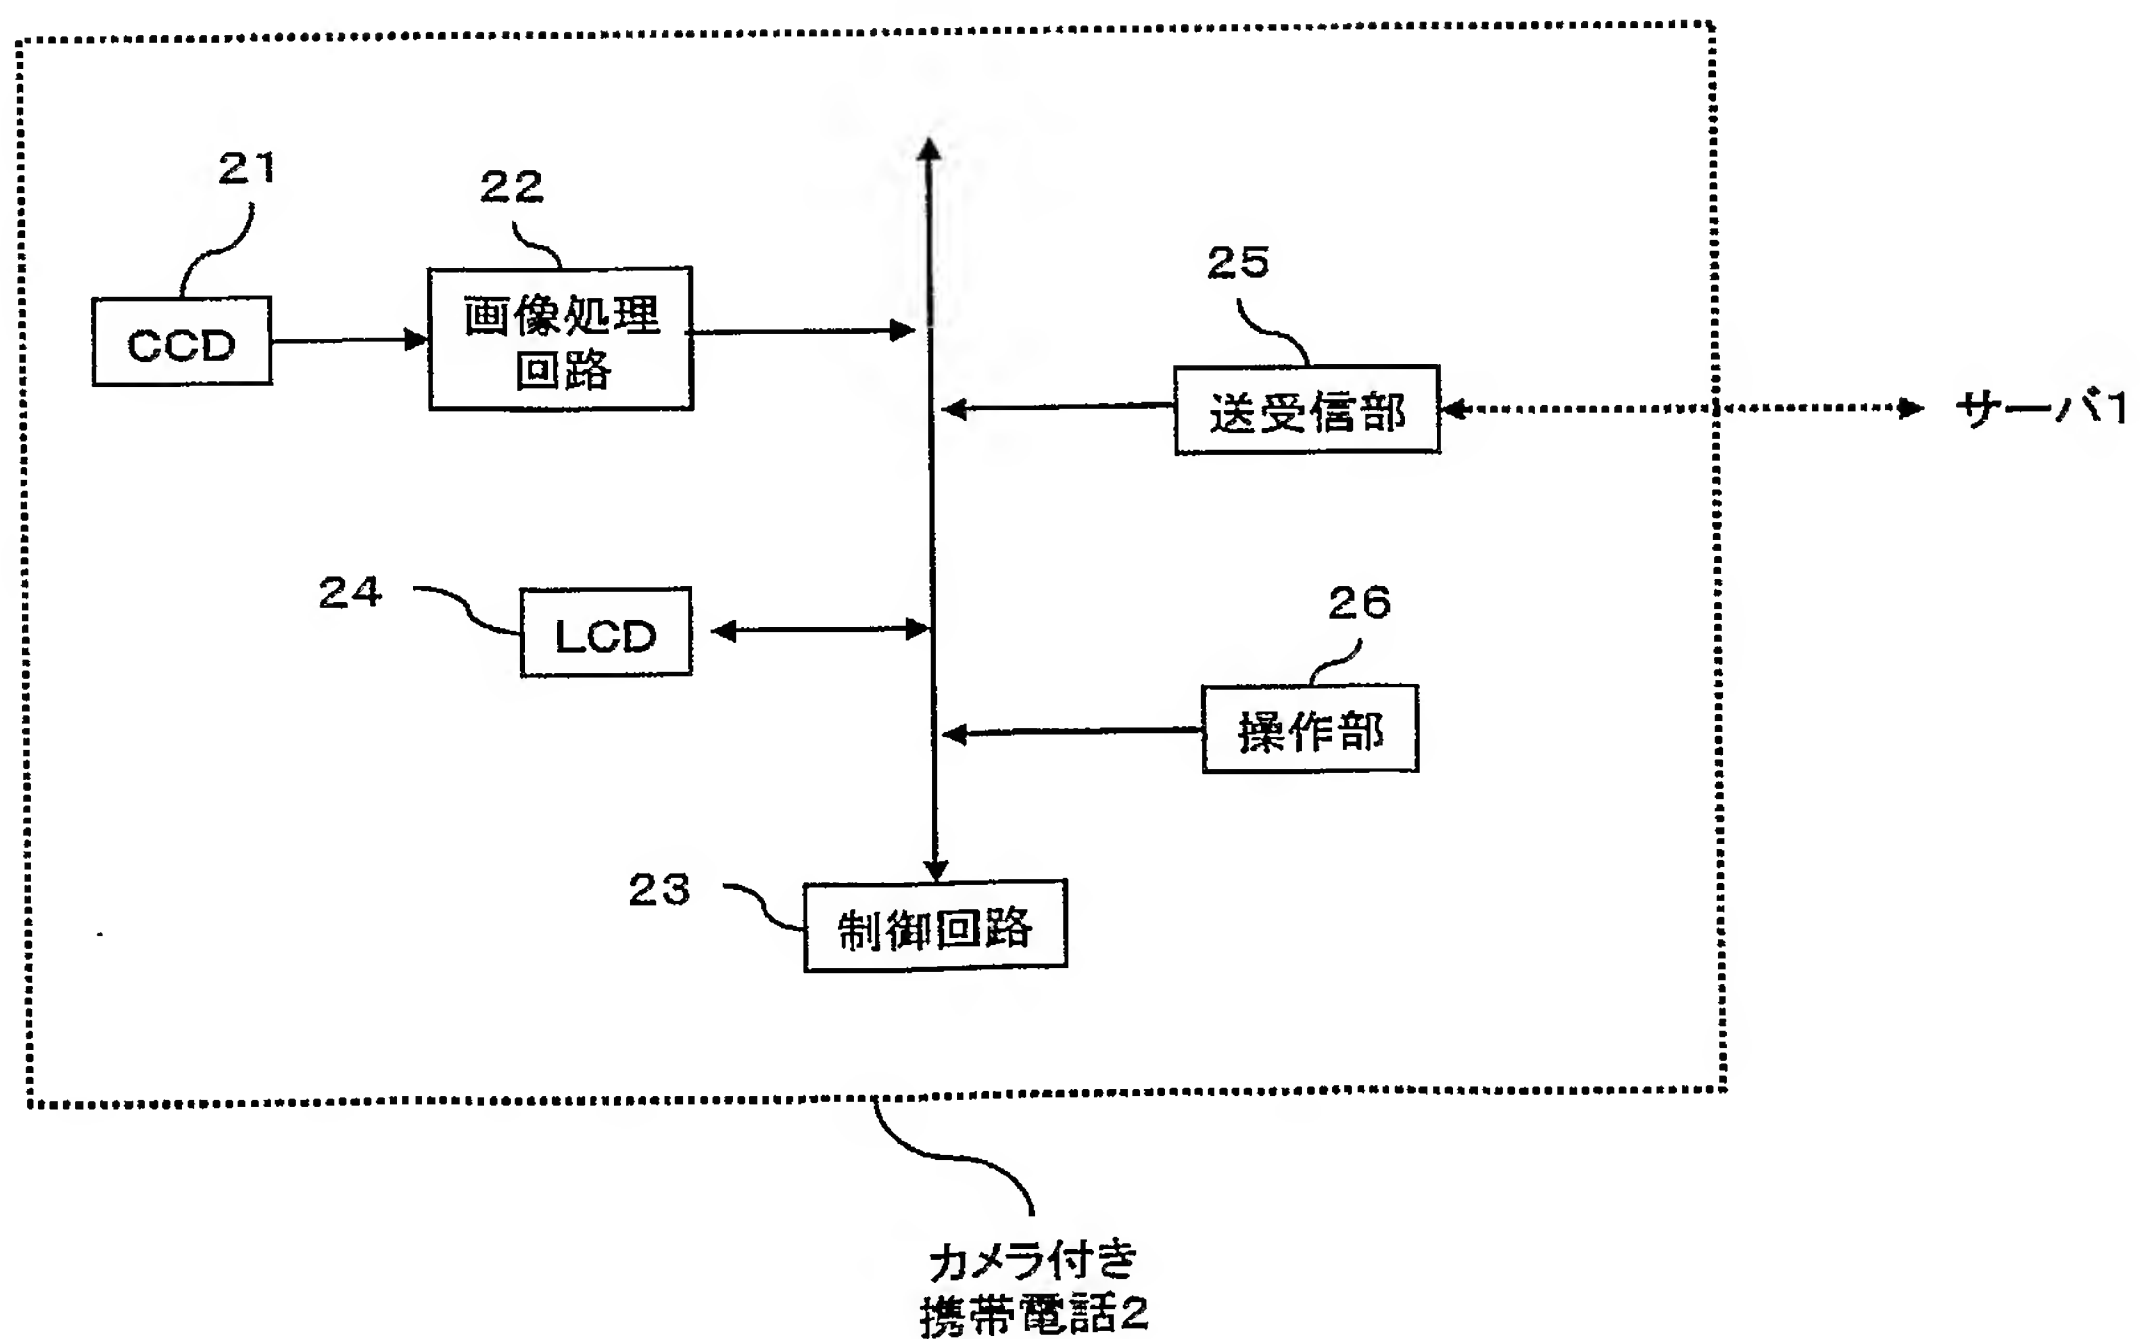 21
22
CCD
画像処理
回路
25
送受信部
サーバ1
24
LCD
26
操作部
23
制御回路
カメラ付き
携帯電話2